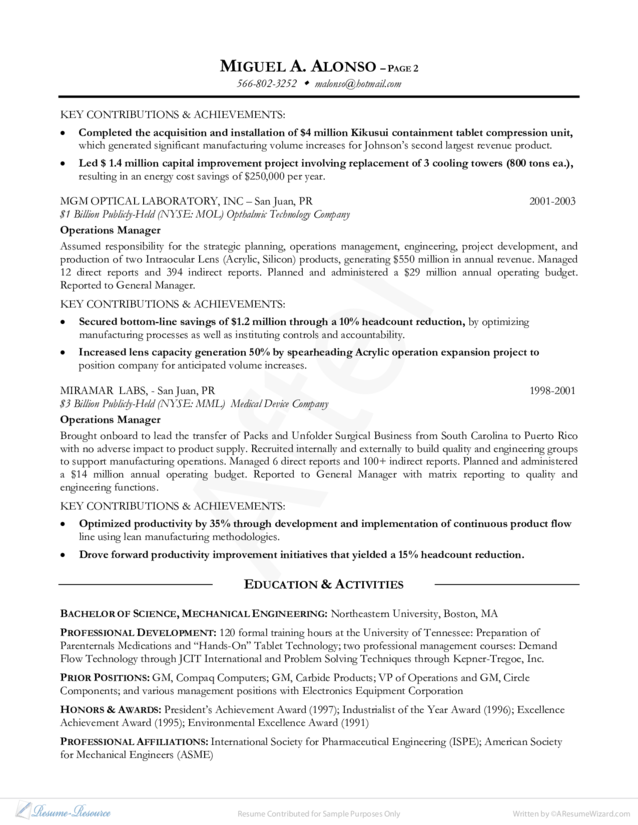 MIGUEL A. ALONSO – PAGE 2
566-802-3252 ◆ malonso@hotmail.com
KEY CONTRIBUTIONS & ACHIEVEMENTS:
● Completed the acquisition and installation of $4 million Kikusui containment tablet compression unit,
which generated significant manufacturing volume increases for Johnson's second largest revenue product.
● Led $ 1.4 million capital improvement project involving replacement of 3 cooling towers (800 tons ea.),
resulting in an energy cost savings of $250,000 per year.
MGM OPTICAL LABORATORY, INC – San Juan, PR 2001-2003
$1 Billion Publicly-Held (NYSE: MOL) Opthalmic Technology Company
Operations Manager
Assumed responsibility for the strategic planning, operations management, engineering, project development, and
production of two Intraocular Lens (Acrylic, Silicon) products, generating $550 million in annual revenue. Managed
12 direct reports and 394 indirect reports. Planned and administered a $29 million annual operating budget.
Reported to General Manager.
KEY CONTRIBUTIONS & ACHIEVEMENTS:
● Secured bottom-line savings of $1.2 million through a 10% headcount reduction, by optimizing
manufacturing processes as well as instituting controls and accountability.
● Increased lens capacity generation 50% by spearheading Acrylic operation expansion project to
position company for anticipated volume increases.
MIRAMAR LABS, - San Juan, PR 1998-2001
$3 Billion Publicly-Held (NYSE: MML) Medical Device Company
Operations Manager
Brought onboard to lead the transfer of Packs and Unfolder Surgical Business from South Carolina to Puerto Rico
with no adverse impact to product supply. Recruited internally and externally to build quality and engineering groups
to support manufacturing operations. Managed 6 direct reports and 100+ indirect reports. Planned and administered
a $14 million annual operating budget. Reported to General Manager with matrix reporting to quality and
engineering functions.
KEY CONTRIBUTIONS & ACHIEVEMENTS:
● Optimized productivity by 35% through development and implementation of continuous product flow
line using lean manufacturing methodologies.
● Drove forward productivity improvement initiatives that yielded a 15% headcount reduction.
EDUCATION & ACTIVITIES
BACHELOR OF SCIENCE, MECHANICAL ENGINEERING: Northeastern University, Boston, MA
PROFESSIONAL DEVELOPMENT: 120 formal training hours at the University of Tennessee: Preparation of
Parenternals Medications and “Hands-On” Tablet Technology; two professional management courses: Demand
Flow Technology through JCIT International and Problem Solving Techniques through Kepner-Tregoe, Inc.
PRIOR POSITIONS: GM, Compaq Computers; GM, Carbide Products; VP of Operations and GM, Circle
Components; and various management positions with Electronics Equipment Corporation
HONORS & AWARDS: President's Achievement Award (1997); Industrialist of the Year Award (1996); Excellence
Achievement Award (1995); Environmental Excellence Award (1991)
PROFESSIONAL AFFILIATIONS: International Society for Pharmaceutical Engineering (ISPE); American Society
for Mechanical Engineers (ASME)
After
Resume-Resource Resume Contributed for Sample Purposes Only Written by ©AResumeWizard.com